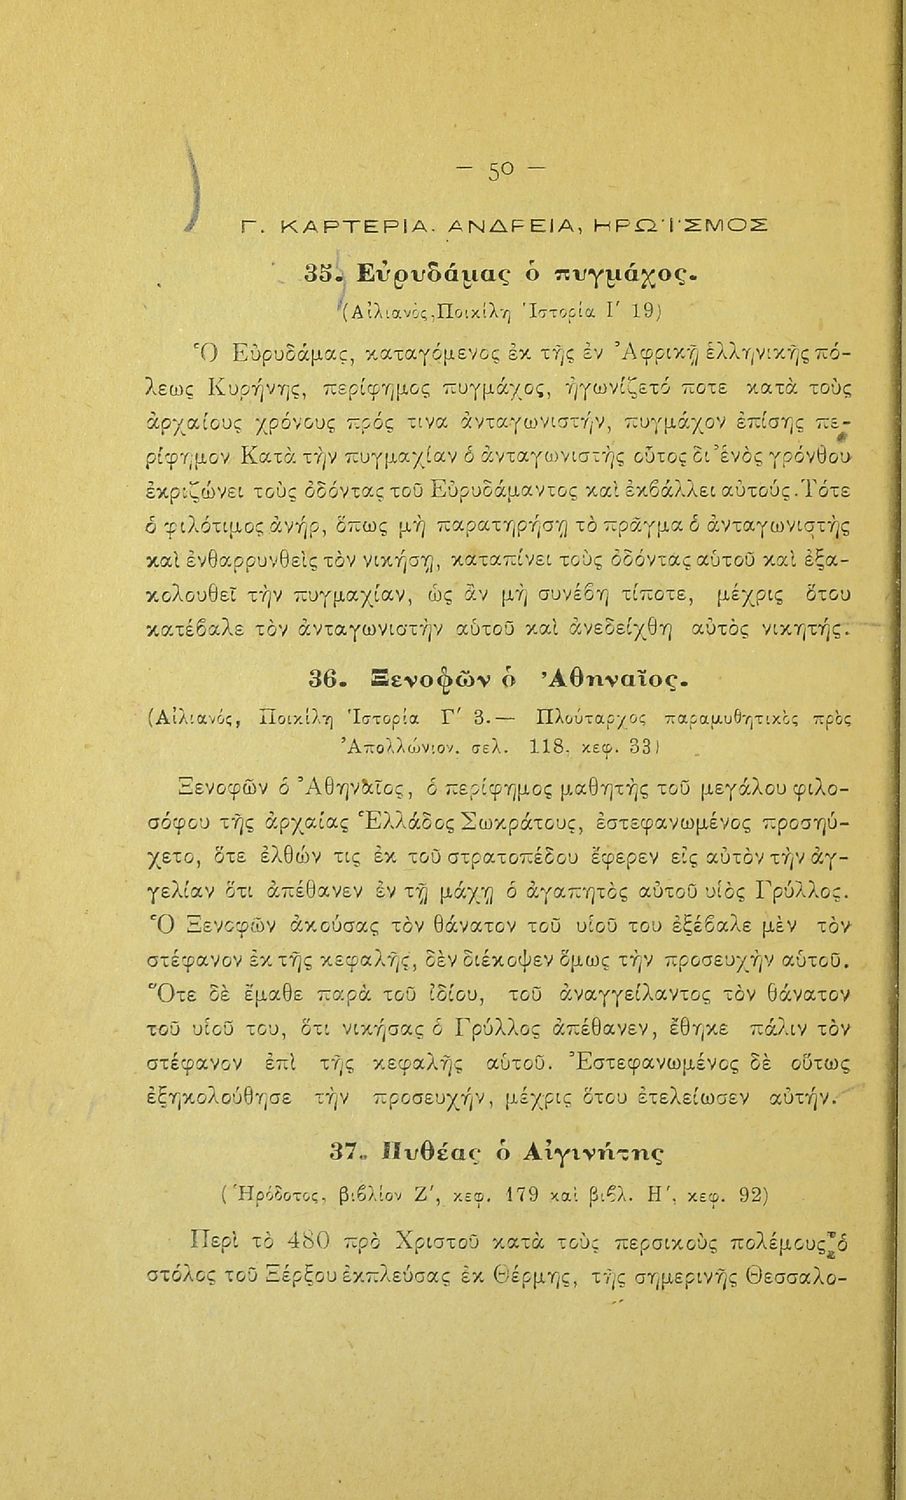 — 50 —
Γ. ΚΑΡΤΕΡΙΑ. ΑΝΔΡΕΙΑ, ΗΡΩ·Ι·ΣΜΟΣ
35. Εὐρυδάμας ὁ πυγμάχος.
(Αἰλιανός, Ποικίλη Ἱστορία Ι′ 19)
Ὁ Εὐρυδάμας, καταγόμενος ἐκ τῆς ἐν Ἀφρικῇ ἑλληνικῆς πό-
λεως Κυρήνης, περίφημος πυγμάχος, ἠγωνίζετό ποτε κατὰ τοὺς
ἀρχαίους χρόνους πρός τινα ἀνταγωνιστήν, πυγμάχον ἐπίσης πε-
ρίφημον Κατὰ τὴν πυγμαχίαν ὁ ἀνταγωνιστὴς οὗτος δι᾿ ἑνὸς γρόνθου
ἐκριζώνει τοὺς ὀδόντας τοῦ Εὐρυδάμαντος καὶ ἐκβάλλει αὐτούς. Τότε
ὁ φιλότιμος ἀνήρ, ὅπως μὴ παρατηρήσῃ τὸ πρᾶγμα ὁ ἀνταγωνιστὴς
καὶ ἐνθαρρυνθεὶς τὸν νικήσῃ, καταπίνει τοὺς ὀδόντας αὐτοῦ καὶ ἐξα-
κολουθεῖ τὴν πυγμαχίαν, ὡς ἂν μὴ συνέβη τίποτε, μέχρις ὅτου
κατέβαλε τὸν ἀνταγωνιστὴν αὐτοῦ καὶ ἀνεδείχθη αὐτὸς νικητής.
36. Ξενοφῶν ὁ Ἀθηναῖος.
(Αἰλιανός, Ποικίλη Ἱστορία Γ′ 3.— Πλούταρχος παραμυθητικὸς πρὸς
Ἀπολλώνιον. σελ. 118. κεφ. 33)
Ξενοφῶν ὁ Ἀθηναῖος, ὁ περίφημος μαθητὴς τοῦ μεγάλου φιλο-
σόφου τῆς ἀρχαίας Ἑλλάδος Σωκράτους, ἐστεφανωμένος προσηύ-
χετο, ὅτε ἐλθών τις ἐκ τοῦ στρατοπέδου ἔφερεν εἰς αὐτὸν τὴν ἀγ-
γελίαν ὅτι ἀπέθανεν ἐν τῇ μάχῃ ὁ ἀγαπητὸς αὐτοῦ υἱὸς Γρύλλος.
Ὁ Ξενοφῶν ἀκούσας τὸν θάνατον τοῦ υἱοῦ του ἐξέβαλε μὲν τὸν
στέφανον ἐκ τῆς κεφαλῆς, δὲν διέκοψεν ὅμως τὴν προσευχὴν αὐτοῦ.
Ὅτε δὲ ἔμαθε παρὰ τοῦ ἰδίου, τοῦ ἀναγγείλαντος τὸν θάνατον
τοῦ υἱοῦ του, ὅτι νικήσας ὁ Γρύλλος ἀπέθανεν, ἔθηκε πάλιν τὸν
στέφανον ἐπὶ τῆς κεφαλῆς αὐτοῦ. Ἐστεφανωμένος δὲ οὕτως
ἐξηκολούθησε τὴν προσευχήν, μέχρις ὅτου ἐτελείωσεν αὐτήν.
37. Πυθέας ὁ Αἰγινήτης
(Ἡρόδοτος, βιβλίον Ζ′, κεφ. 179 καὶ βιβλ. Η′, κεφ. 92)
Περὶ τὸ 480 πρὸ Χριστοῦ κατὰ τοὺς περσικοὺς πολέμους ὁ
στόλος τοῦ Ξέρξου ἐκπλεύσας ἐκ Θέρμης, τῆς σημερινῆς Θεσσαλο-